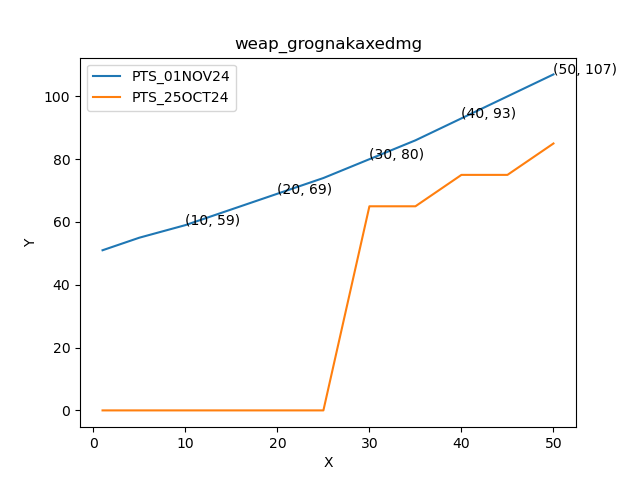 weap_grognakaxedmg
PTS_01NOV24
PTS_25OCT24
(50, 107)
(40, 93)
(30, 80)
(20, 69)
(10, 59)
Y
100
80
60
40
20
0
0 10 20 30 40 50
X